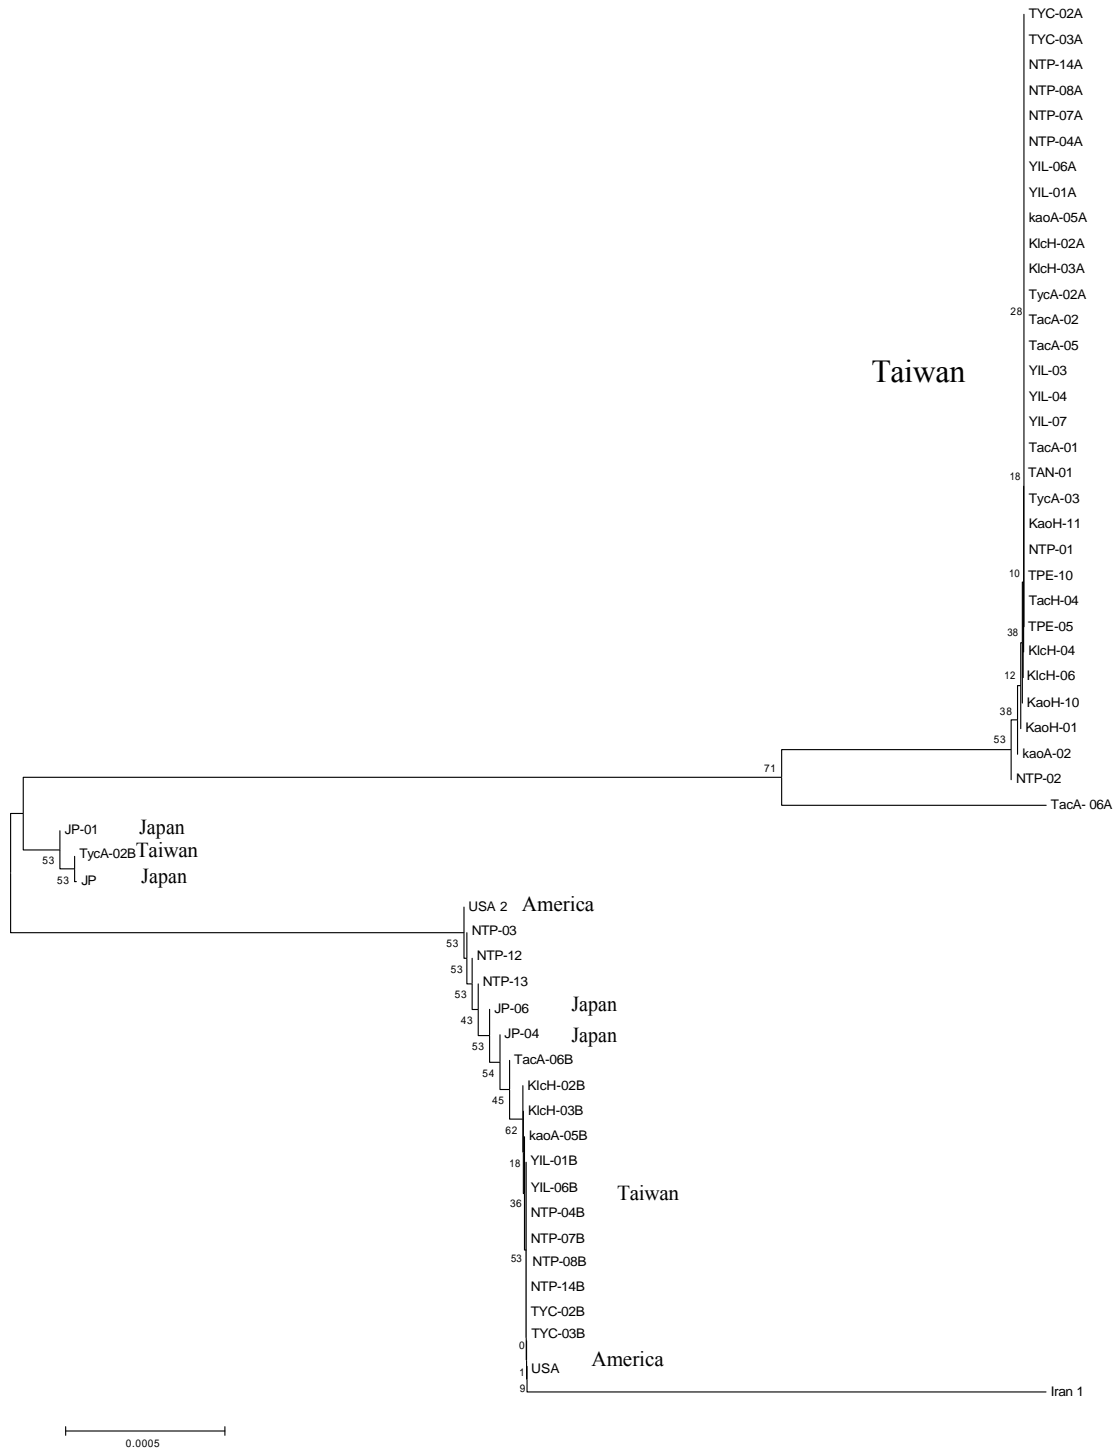 TYC-02A
TYC-03A
NTP-14A
NTP-08A
NTP-07A
NTP-04A
YIL-06A
YIL-01A
kaoA-05A
KlcH-02A
KlcH-03A
TycA-02A
28
TacA-02
TacA-05
Taiwan
YIL-03
YIL-04
YIL-07
TacA-01
18
TAN-01
TycA-03
KaoH-11
NTP-01
10
TPE-10
TacH-04
TPE-05
38
KlcH-04
12
KlcH-06
KaoH-10
38
KaoH-01
53
kaoA-02
71
NTP-02
TacA- 06A
JP-01 Japan
TycA-02B Taiwan
53
53
JP Japan
USA 2 America
NTP-03
53
NTP-12
53
NTP-13
53
JP-06 Japan
43
JP-04 Japan
53
TacA-06B
54
KlcH-02B
45
KlcH-03B
62
kaoA-05B
18
YIL-01B
YIL-06B Taiwan
36
NTP-04B
NTP-07B
53
NTP-08B
NTP-14B
TYC-02B
TYC-03B
0
America
1
USA
9
Iran 1
0.0005